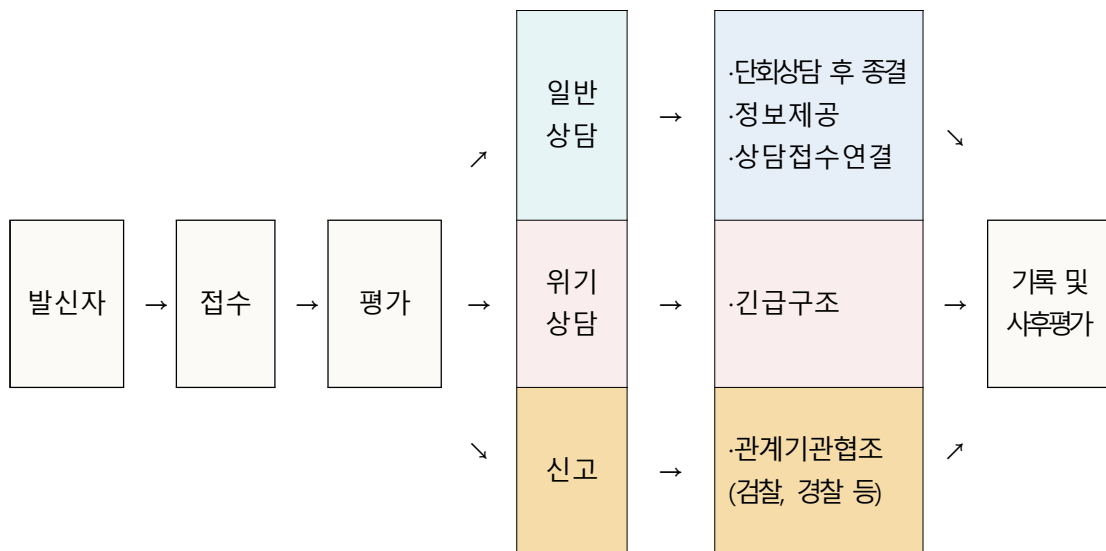 발신자
→
접수
→
평가
↗
→
↘
일반
상담
→
·단회상담 후 종결
·정보제공
·상담접수연결
↘
위기
상담
→
·긴급구조
→
신고
→
·관계기관협조
(검찰, 경찰 등)
↗
기록 및
사후평가